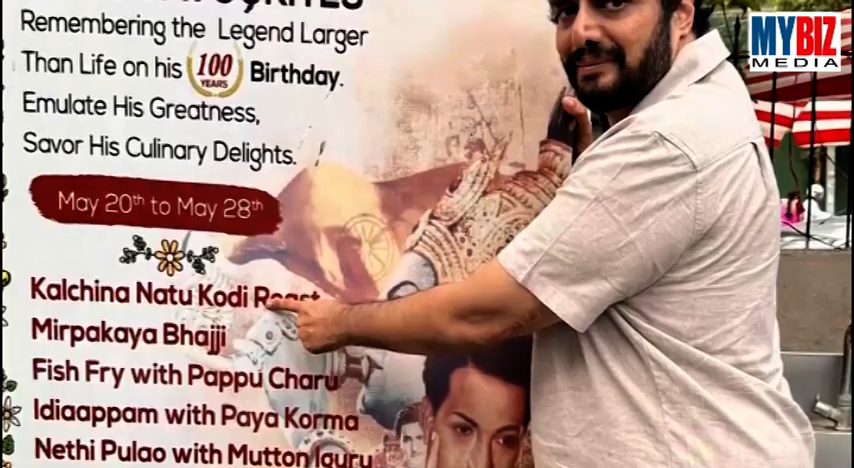 Remembering the Legend Larger
Than Life on his 100 YEARS Birthday.
Emulate His Greatness,
Savor His Culinary Delights.
May 20th to May 28th
Kalchina Natu Kodi Roast
Mirpakaya Bhajji
Fish Fry with Pappu Charu
Idiaappam with Paya Korma
Nethi Pulao with Mutton Iguru
MYBIZ
MEDIA